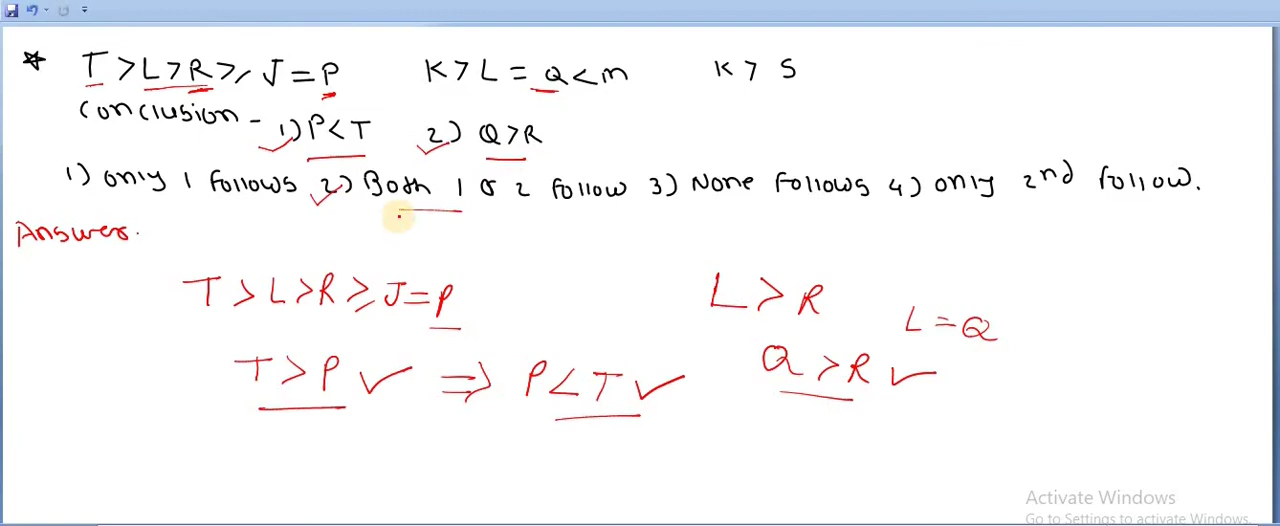 * T > L > R ≥ J = P K > L = Q < m K > S
Conclusion - 1) P < T 2) Q > R
1) only 1 follows 2) Both 1 & 2 follow 3) None follows 4) only 2nd follow.
Answer.
T > L > R ≥ J = P L > R
L = Q
T > P ✓ ⇒ P < T ✓ Q > R ✓
Activate Windows
Go to Settings to activate Windows.